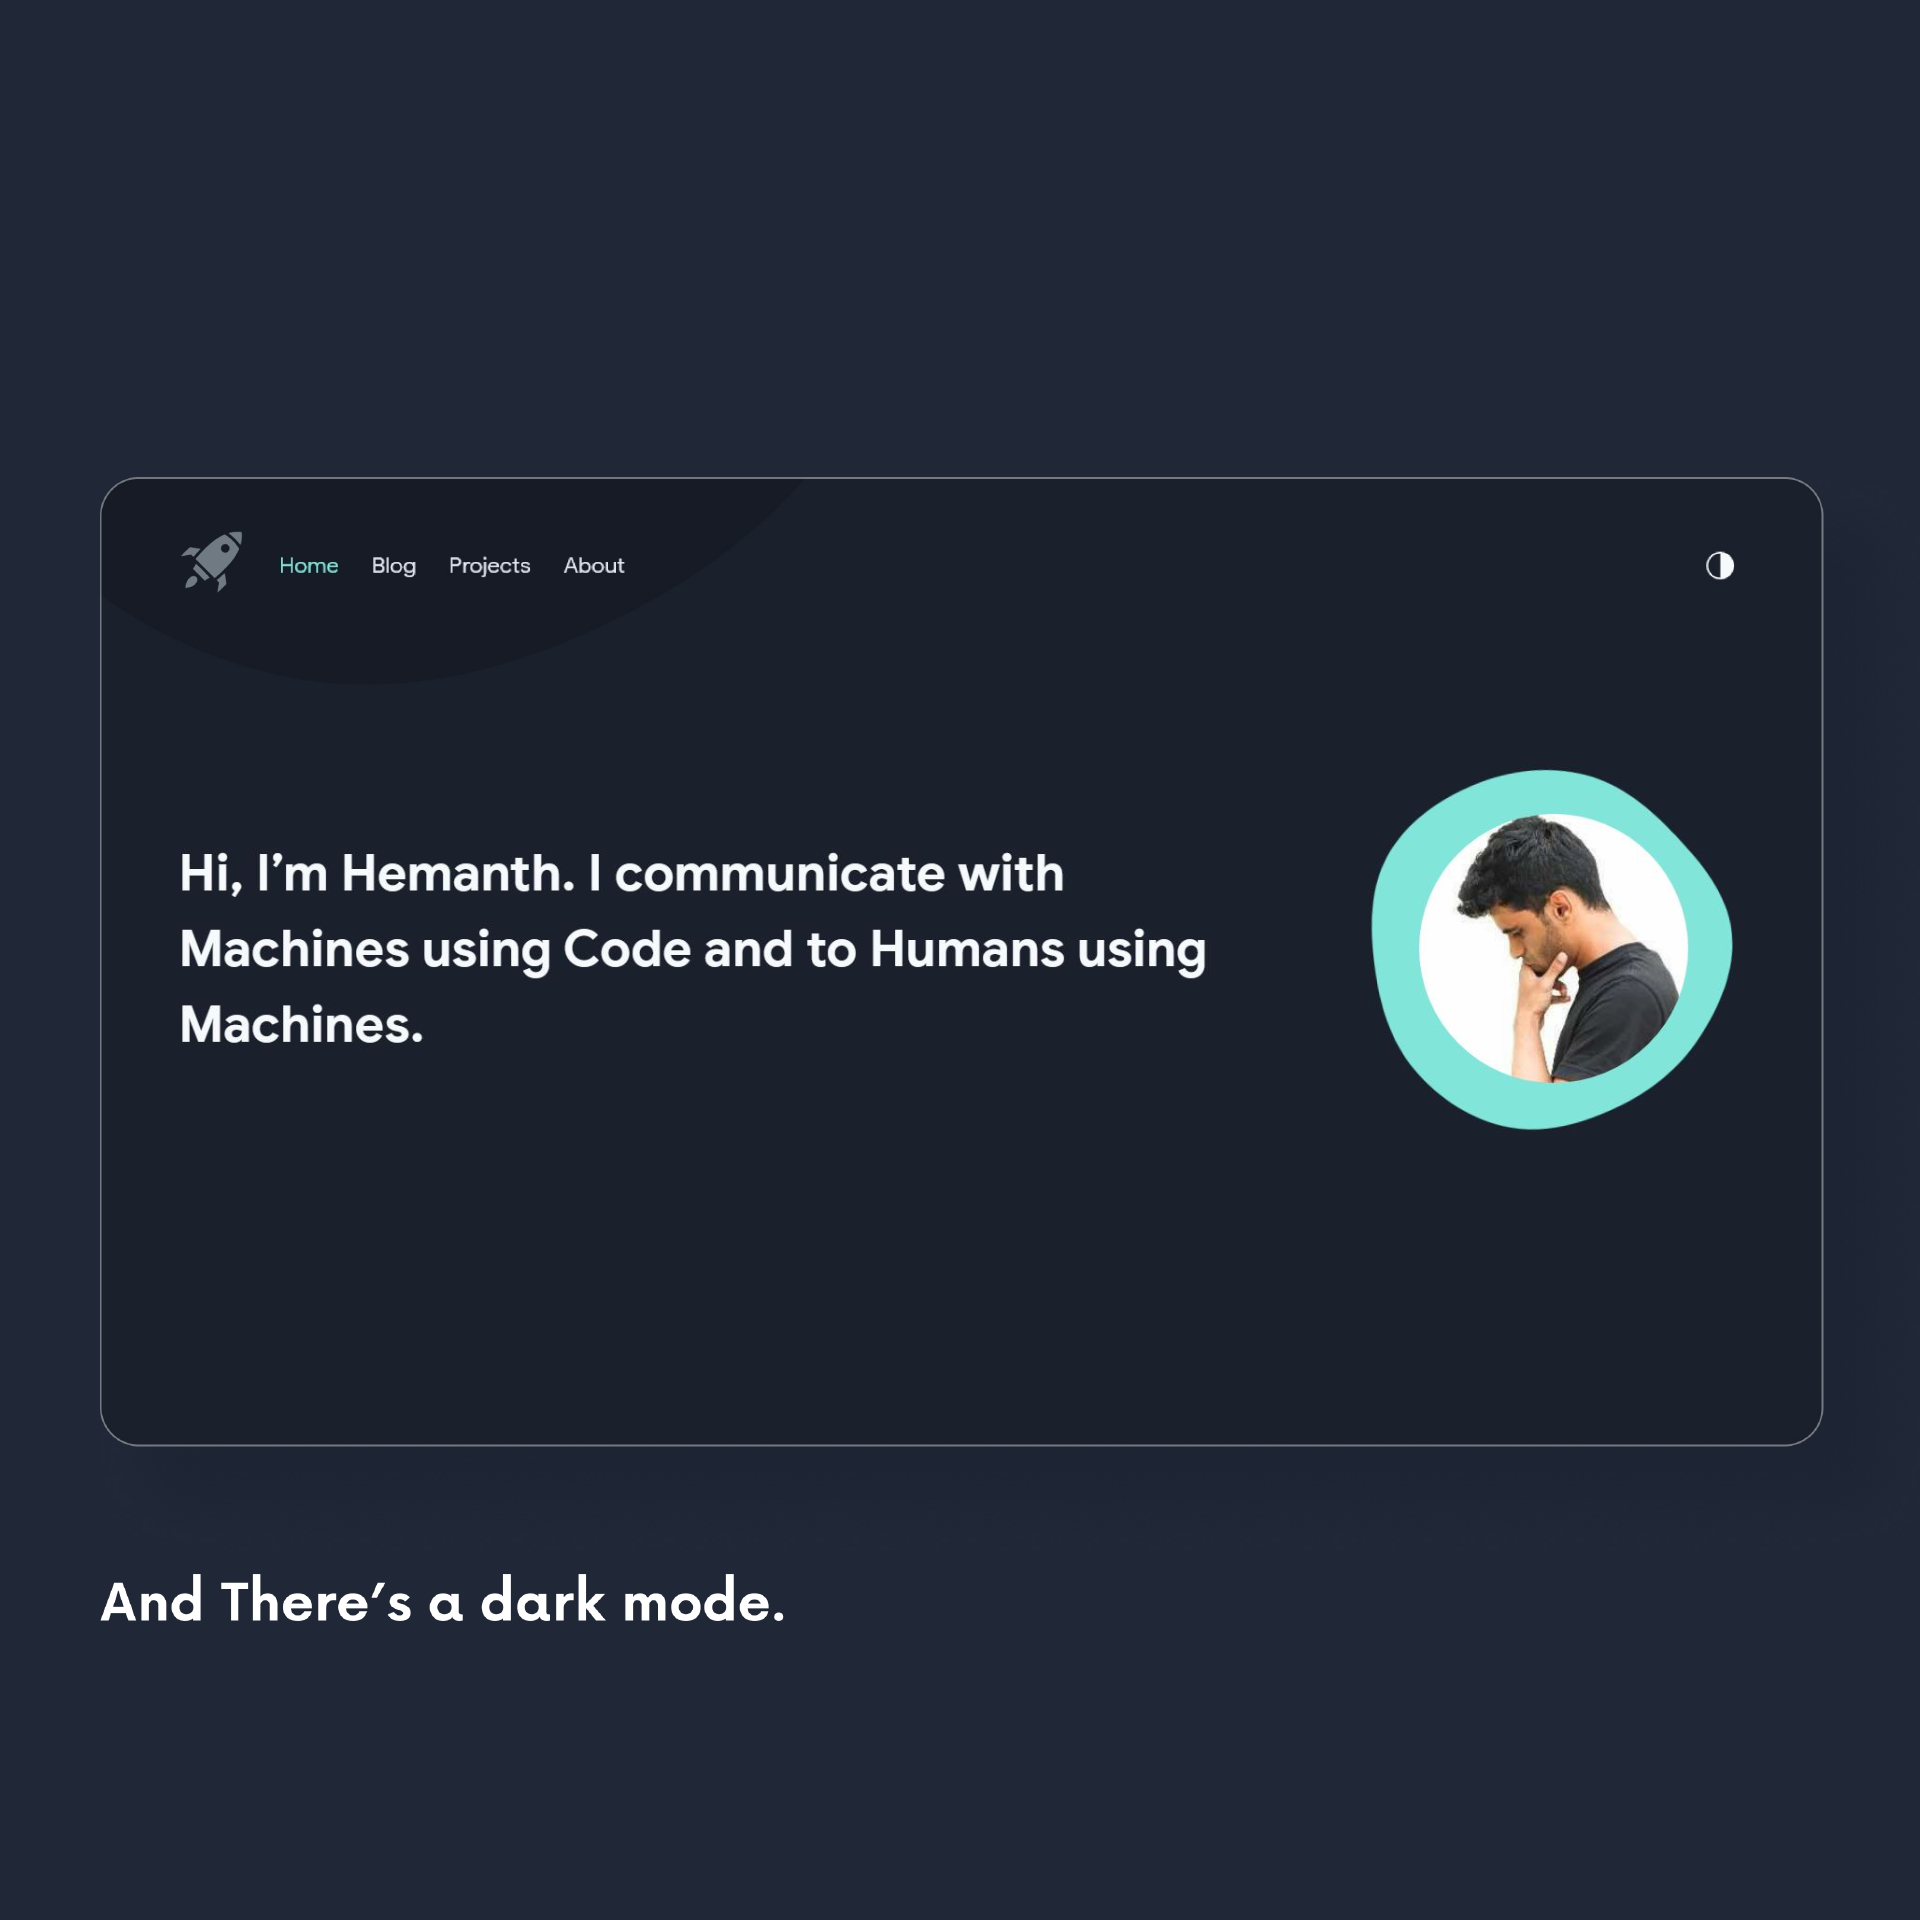 Home Blog Projects About
Hi, I’m Hemanth. I communicate with
Machines using Code and to Humans using
Machines.
And There’s a dark mode.